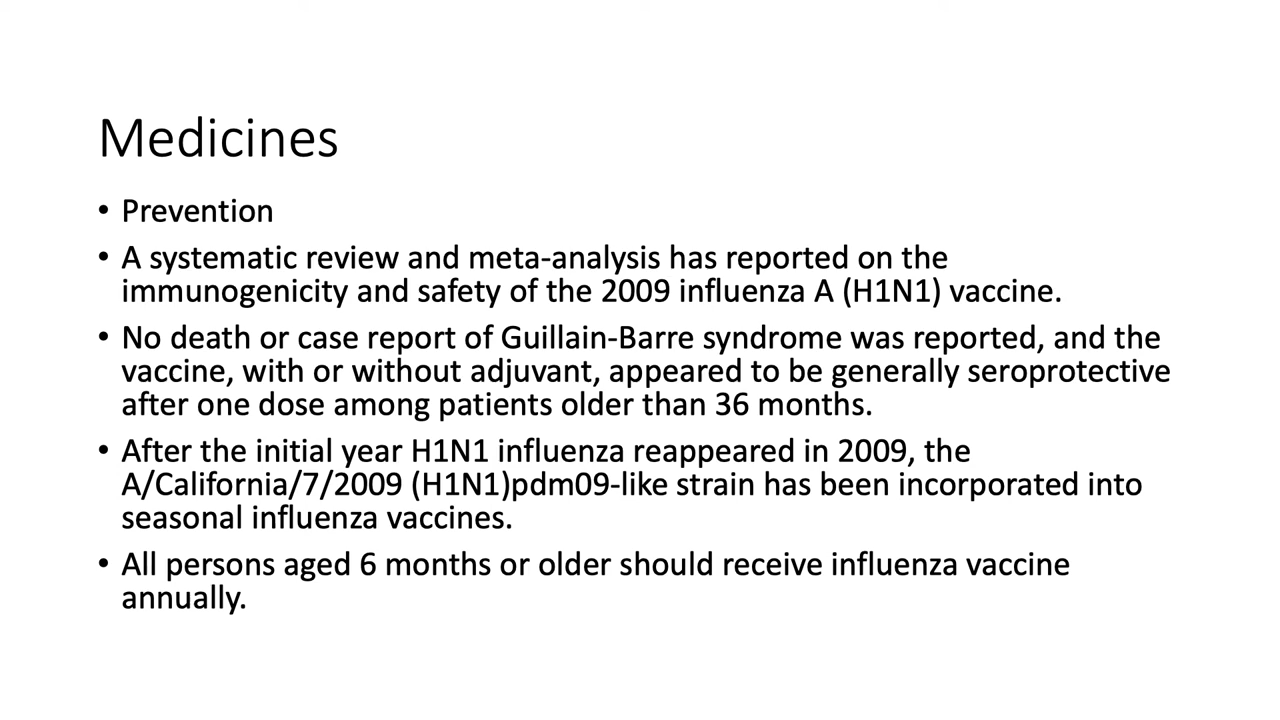 Medicines
• Prevention
• A systematic review and meta-analysis has reported on the
immunogenicity and safety of the 2009 influenza A (H1N1) vaccine.
• No death or case report of Guillain-Barre syndrome was reported, and the
vaccine, with or without adjuvant, appeared to be generally seroprotective
after one dose among patients older than 36 months.
• After the initial year H1N1 influenza reappeared in 2009, the
A/California/7/2009 (H1N1)pdm09-like strain has been incorporated into
seasonal influenza vaccines.
• All persons aged 6 months or older should receive influenza vaccine
annually.